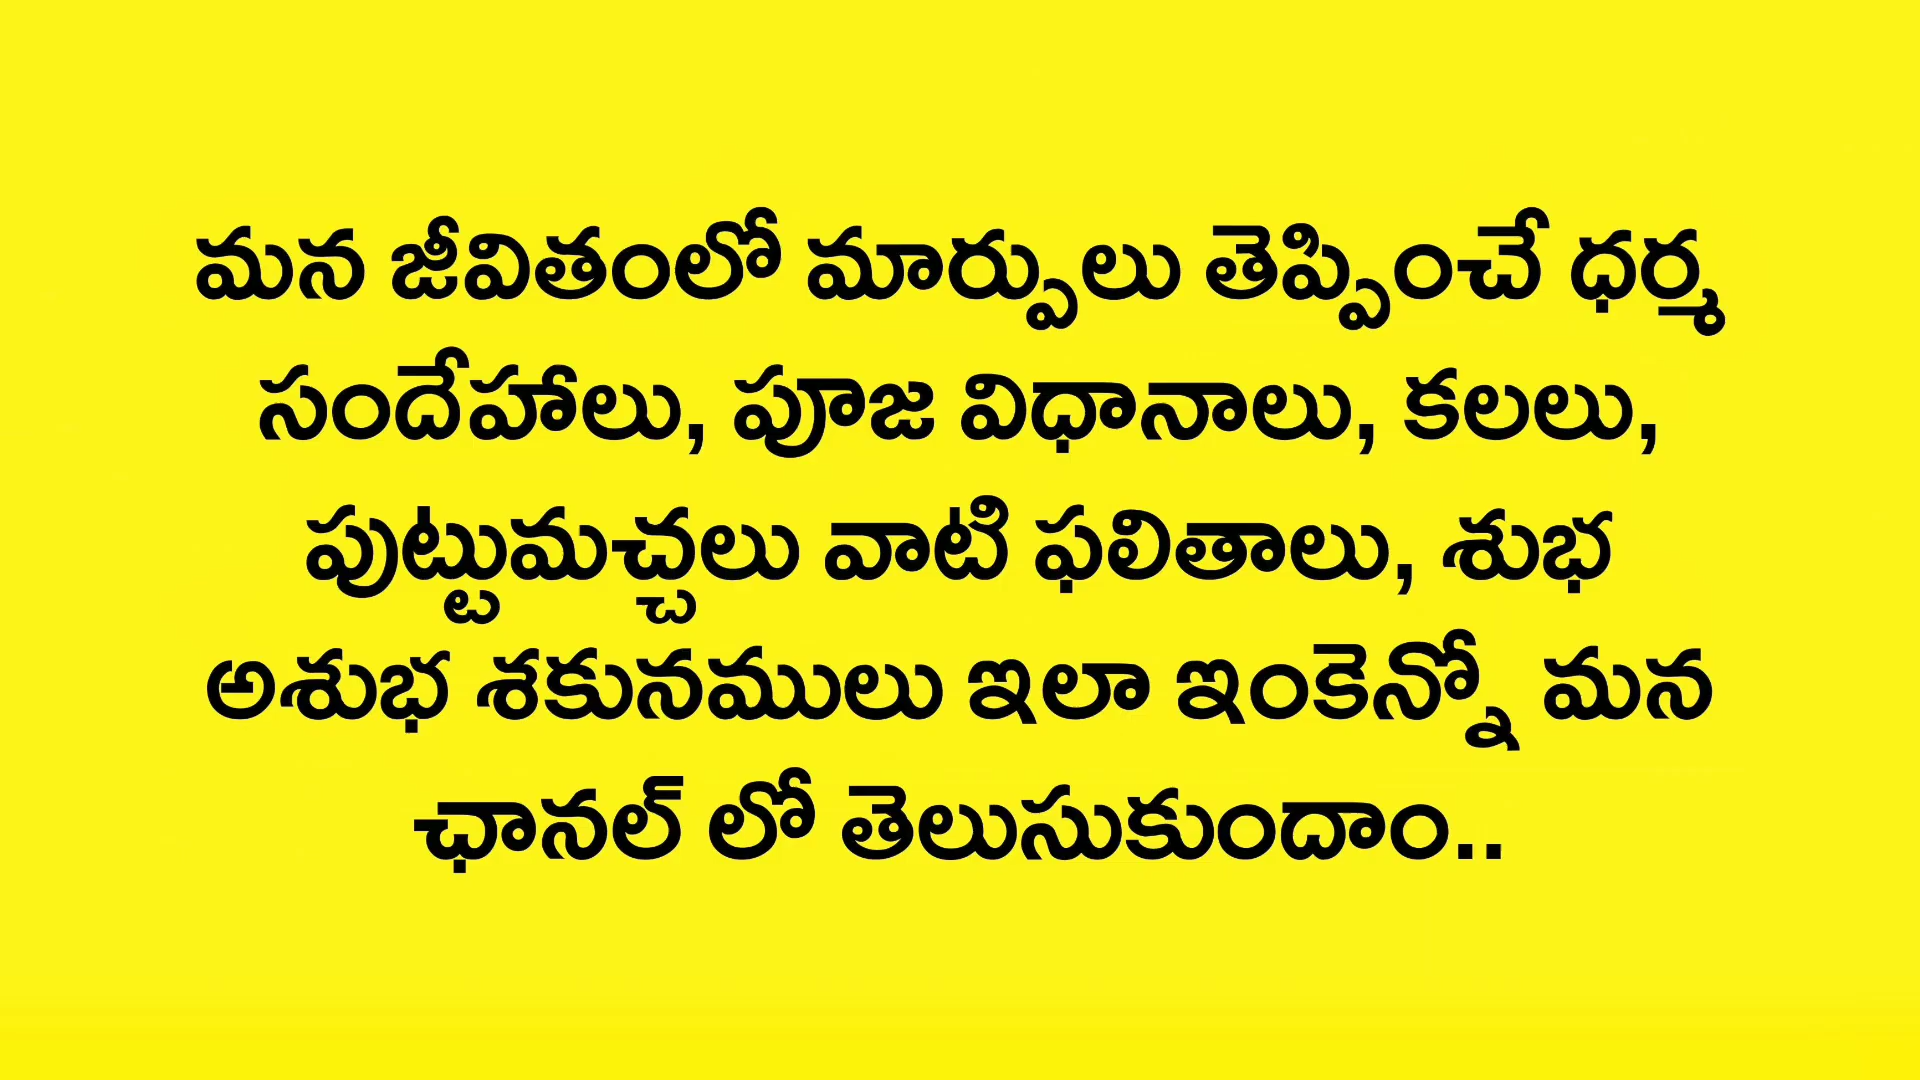 మన జీవితంలో మార్పులు తెప్పించే ధర్మ
సందేహాలు, పూజ విధానాలు, కలలు,
పుట్టుమచ్చలు వాటి ఫలితాలు, శుభ
అశుభ శకునములు ఇలా ఇంకెన్నో మన
ఛానల్ లో తెలుసుకుందాం..